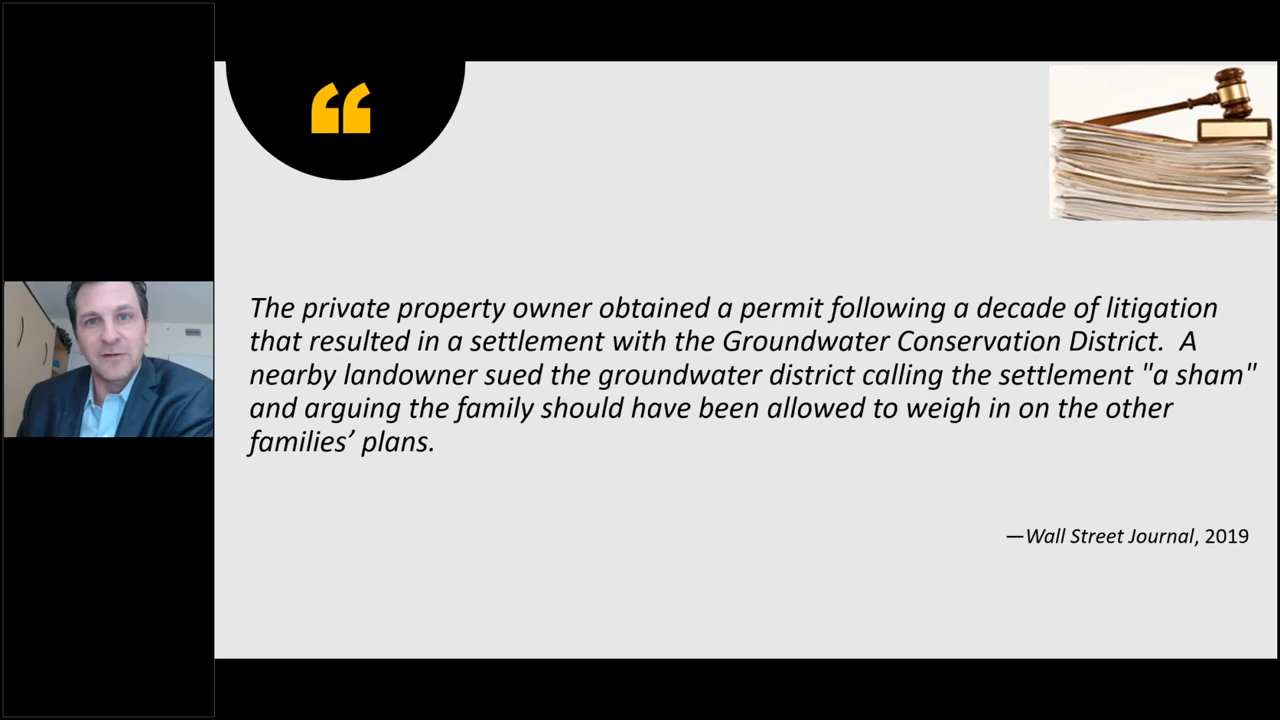 “
The private property owner obtained a permit following a decade of litigation
that resulted in a settlement with the Groundwater Conservation District.  A
nearby landowner sued the groundwater district calling the settlement "a sham"
and arguing the family should have been allowed to weigh in on the other
families’ plans.
—Wall Street Journal, 2019